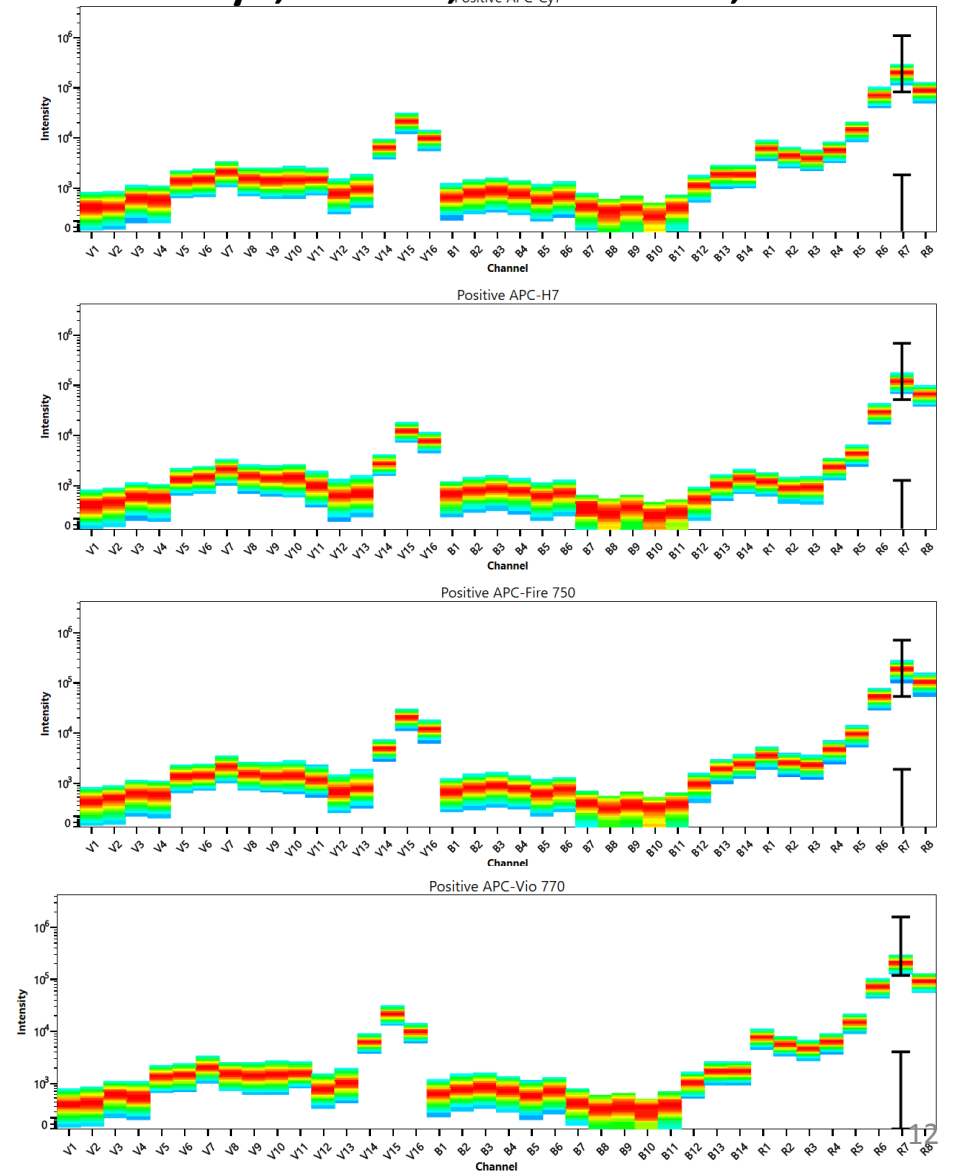 Positive APC-Cy7
10⁶
10⁵
10⁴
10³
0
Intensity
V1 V2 V3 V4 V5 V6 V7 V8 V9 V10 V11 V12 V13 V14 V15 V16 B1 B2 B3 B4 B5 B6 B7 B8 B9 B10 B11 B12 B13 B14 R1 R2 R3 R4 R5 R6 R7 R8
Channel
Positive APC-H7
10⁶
10⁵
10⁴
10³
0
Intensity
V1 V2 V3 V4 V5 V6 V7 V8 V9 V10 V11 V12 V13 V14 V15 V16 B1 B2 B3 B4 B5 B6 B7 B8 B9 B10 B11 B12 B13 B14 R1 R2 R3 R4 R5 R6 R7 R8
Channel
Positive APC-Fire 750
10⁶
10⁵
10⁴
10³
0
Intensity
V1 V2 V3 V4 V5 V6 V7 V8 V9 V10 V11 V12 V13 V14 V15 V16 B1 B2 B3 B4 B5 B6 B7 B8 B9 B10 B11 B12 B13 B14 R1 R2 R3 R4 R5 R6 R7 R8
Channel
Positive APC-Vio 770
10⁶
10⁵
10⁴
10³
0
Intensity
V1 V2 V3 V4 V5 V6 V7 V8 V9 V10 V11 V12 V13 V14 V15 V16 B1 B2 B3 B4 B5 B6 B7 B8 B9 B10 B11 B12 B13 B14 R1 R2 R3 R4 R5 R6 R7 R8
Channel
12